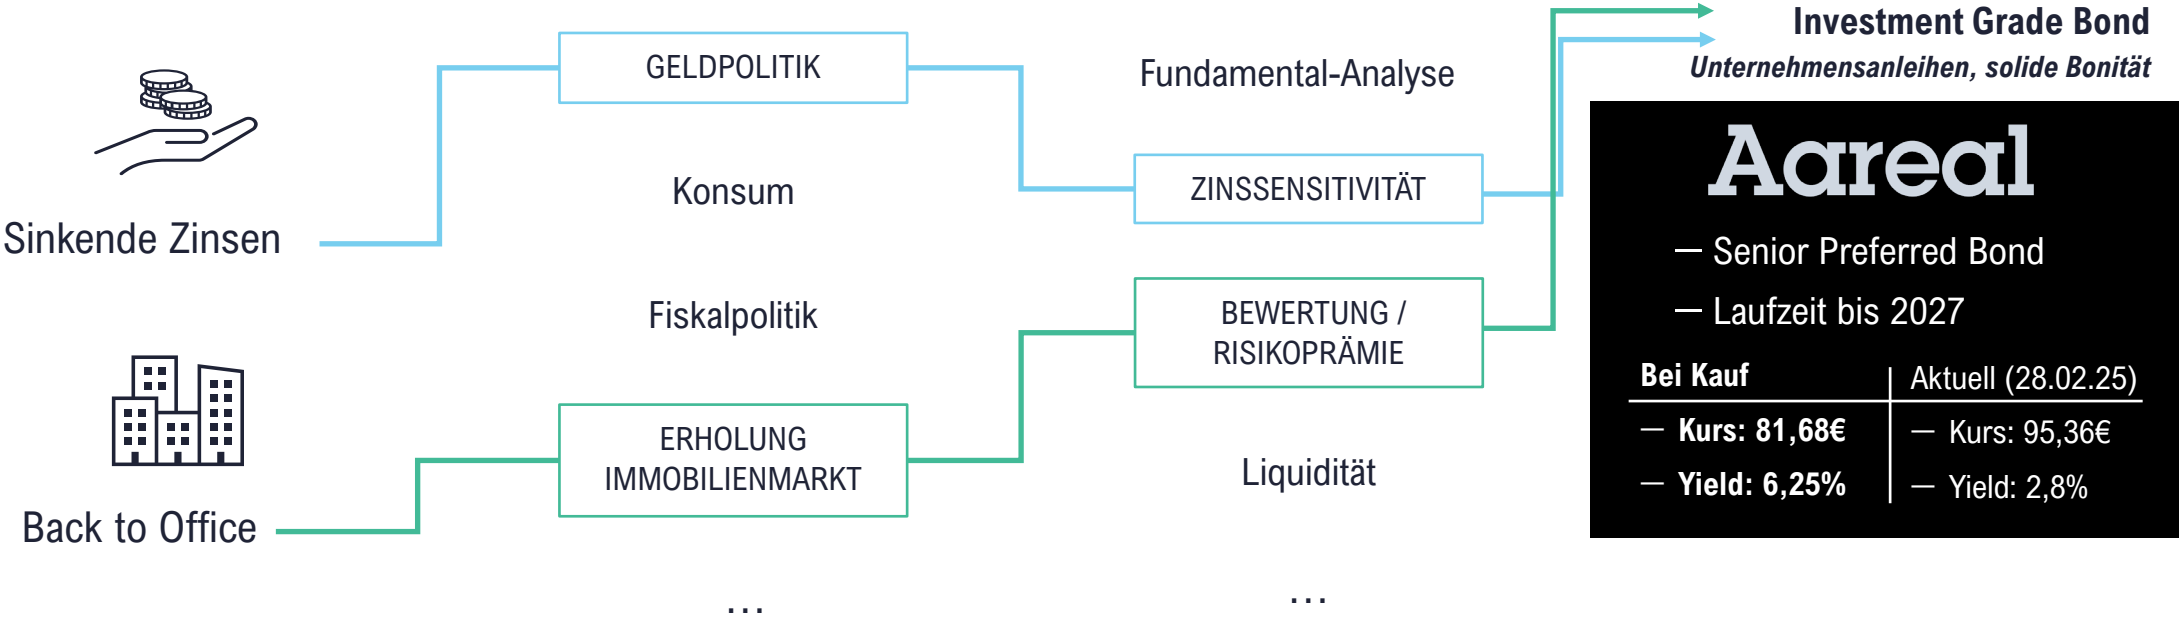 Sinkende Zinsen
Back to Office
GELDPOLITIK
Konsum
Fiskalpolitik
ERHOLUNG
IMMOBILIENMARKT
...
Fundamental-Analyse
ZINSSENSITIVITÄT
BEWERTUNG /
RISIKOPRÄMIE
Liquidität
...
Investment Grade Bond
Unternehmensanleihen, solide Bonität
Aareal
— Senior Preferred Bond
— Laufzeit bis 2027
Bei Kauf
— Kurs: 81,68€
— Yield: 6,25%
Aktuell (28.02.25)
— Kurs: 95,36€
— Yield: 2,8%